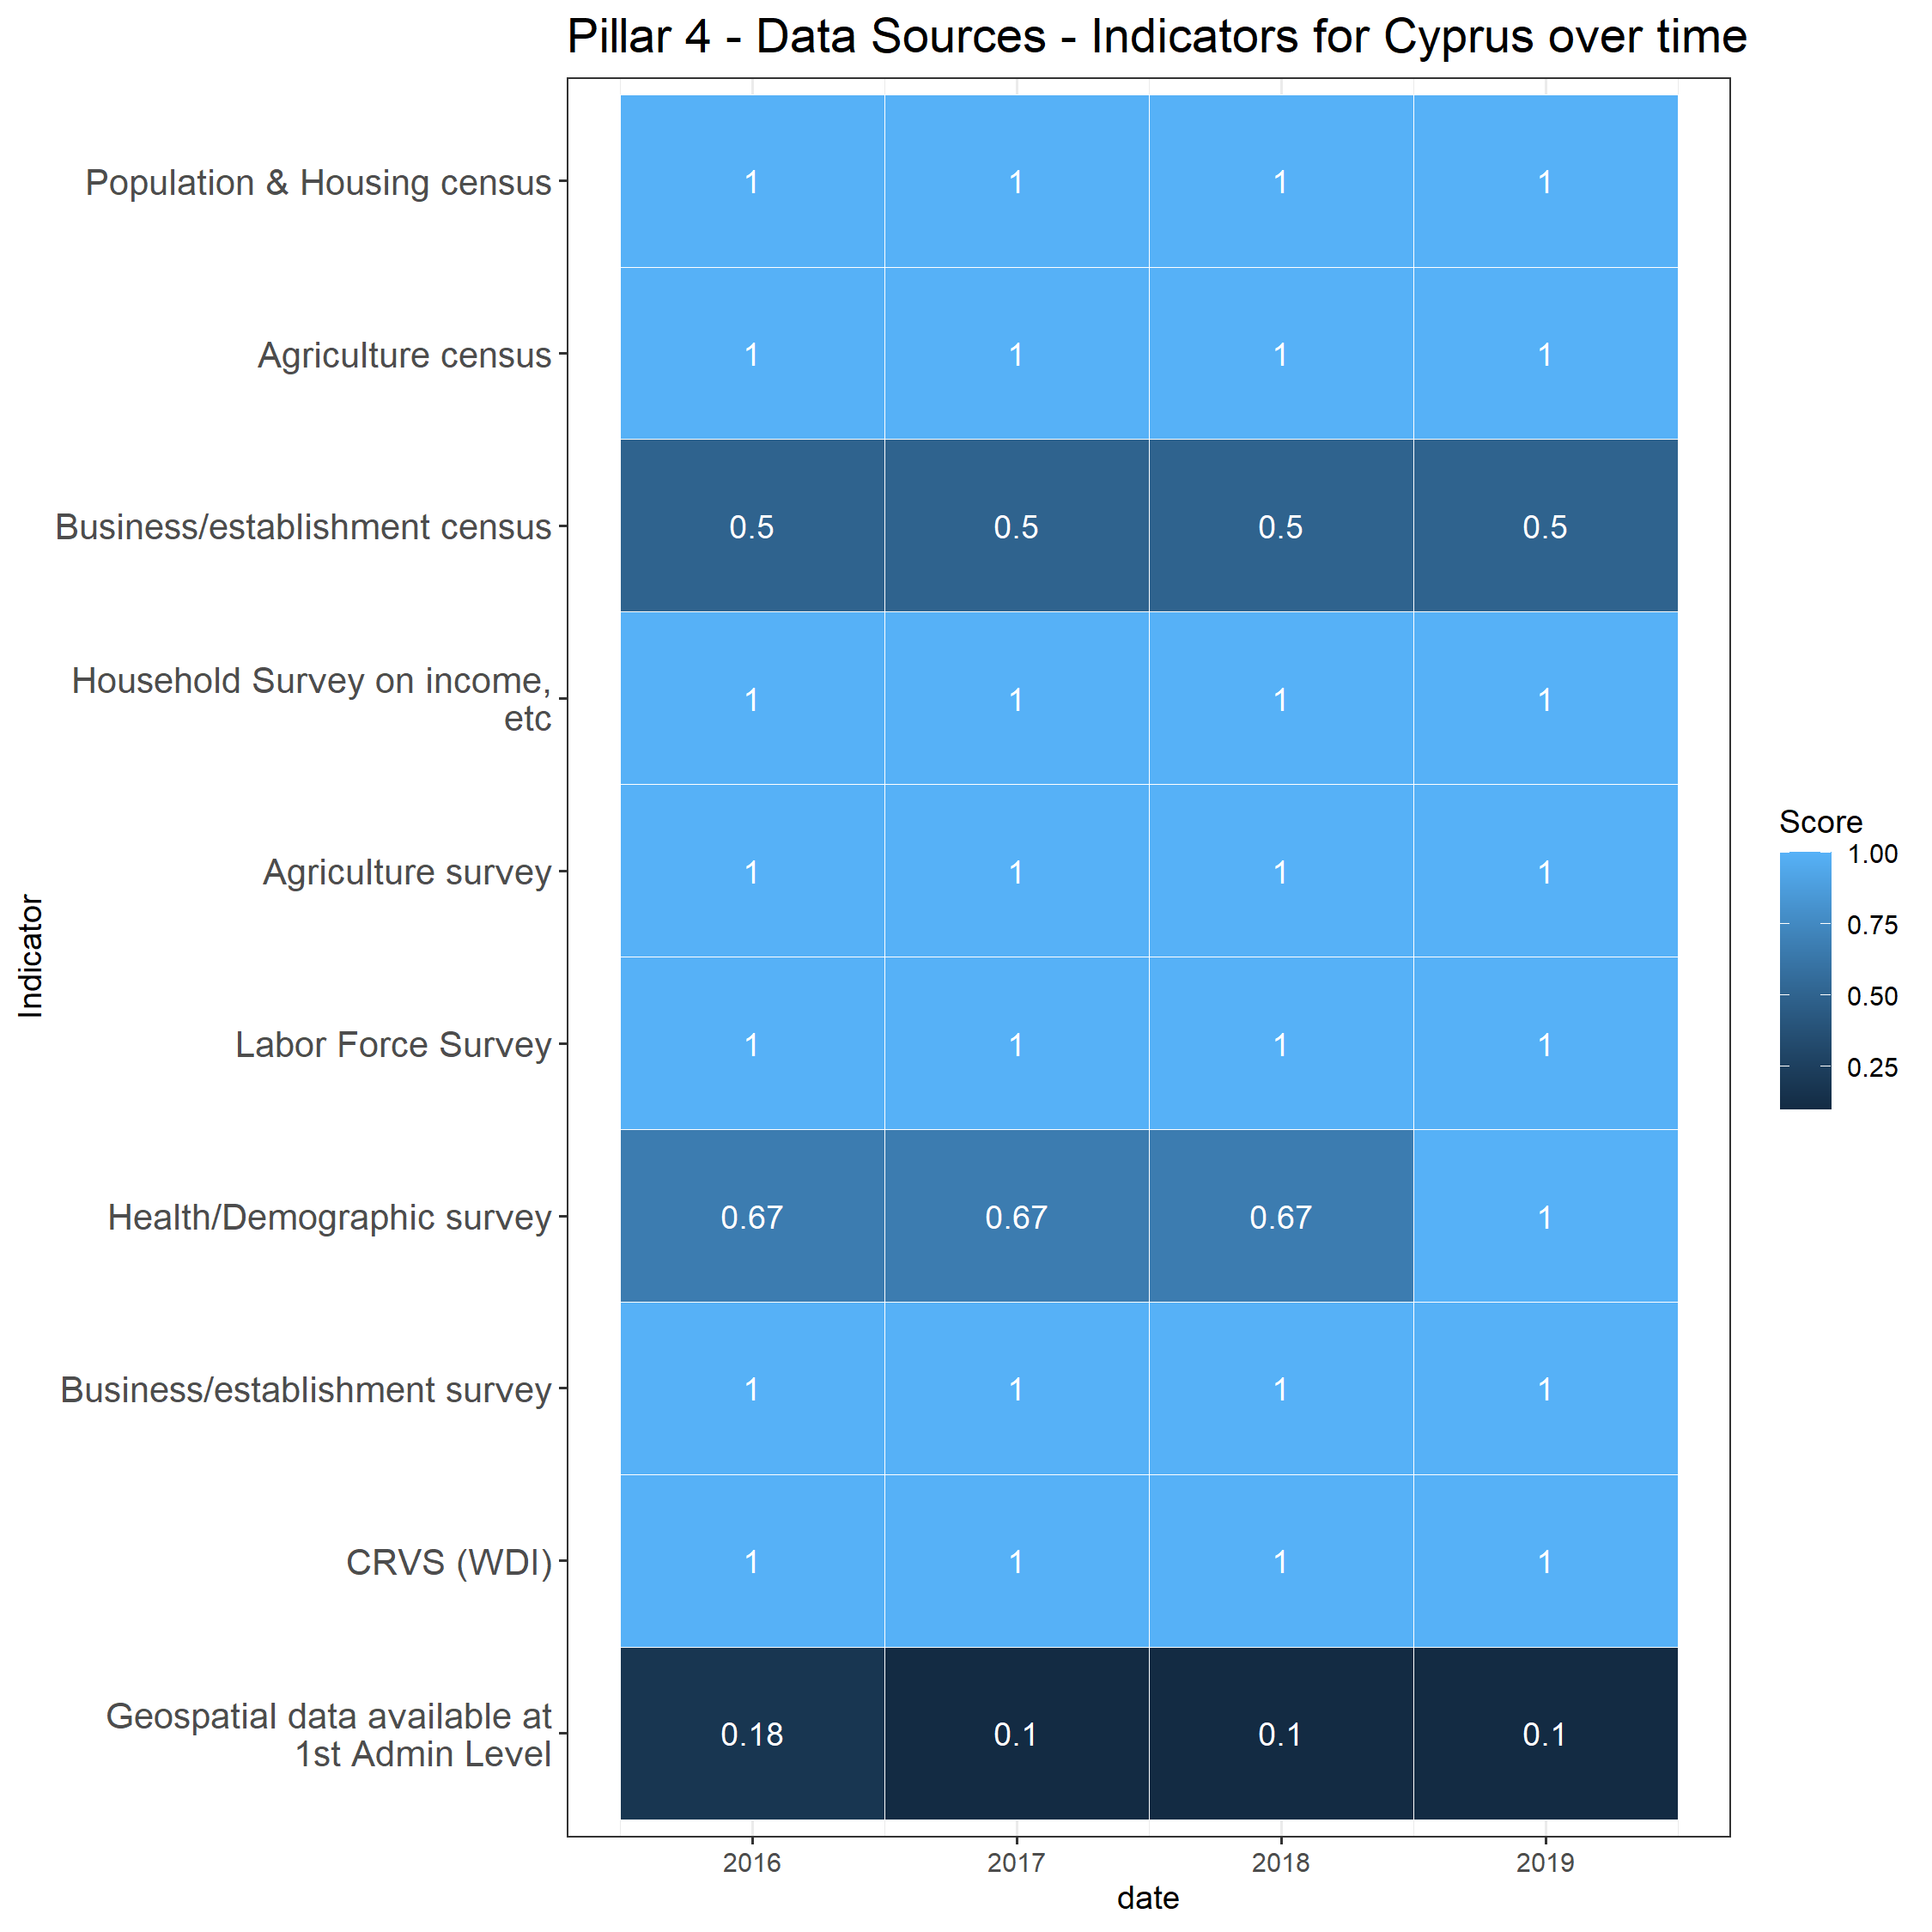 Pillar 4 - Data Sources - Indicators for Cyprus over time
Indicator
Population & Housing census
1 1 1 1
Agriculture census
1 1 1 1
Business/establishment census
0.5 0.5 0.5 0.5
Household Survey on income,
etc
1 1 1 1
Agriculture survey
1 1 1 1
Labor Force Survey
1 1 1 1
Health/Demographic survey
0.67 0.67 0.67 1
Business/establishment survey
1 1 1 1
CRVS (WDI)
1 1 1 1
Geospatial data available at
1st Admin Level
0.18 0.1 0.1 0.1
2016 2017 2018 2019
date
Score
1.00
0.75
0.50
0.25